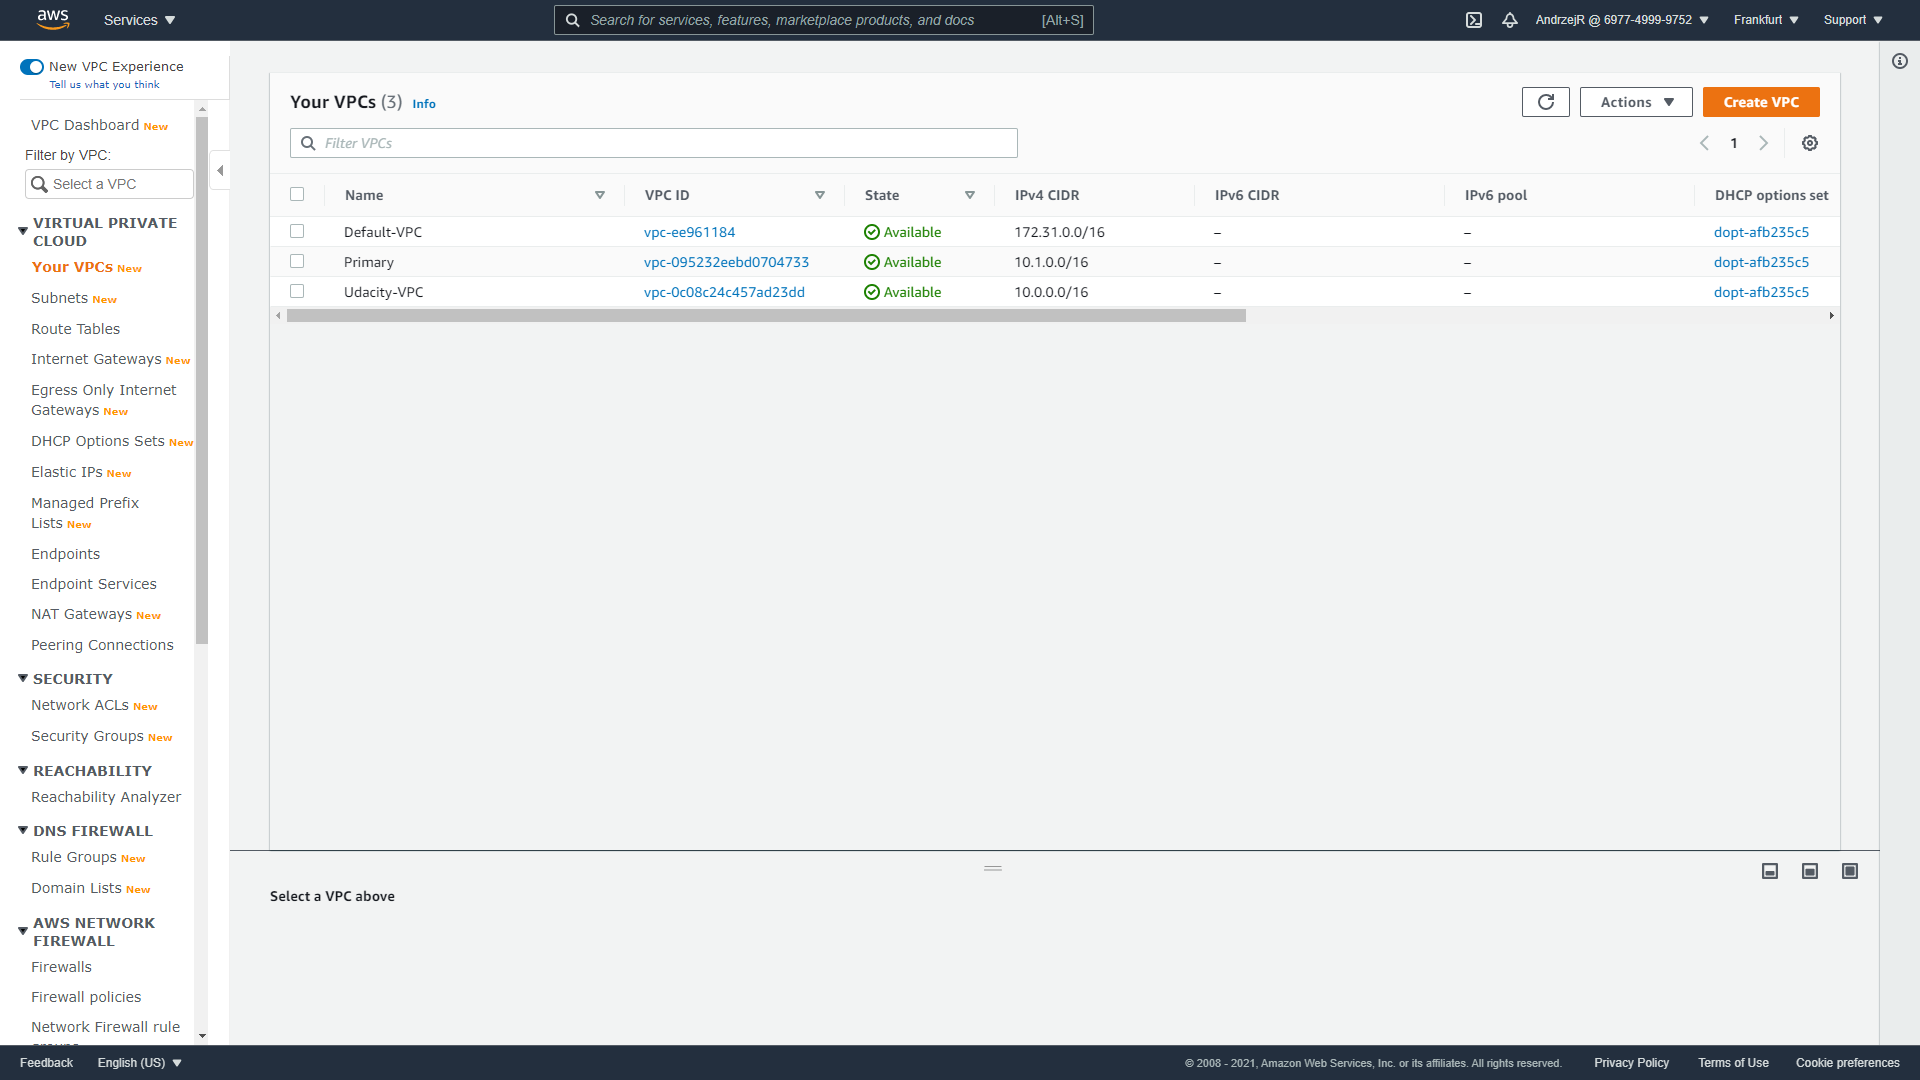 aws Services Search for services, features, marketplace products, and docs [Alt+S] AndrzejR @ 6977-4999-9752 Frankfurt Support
New VPC Experience
Tell us what you think
VPC Dashboard New
Filter by VPC:
Select a VPC
VIRTUAL PRIVATE
CLOUD
Your VPCs New
Subnets New
Route Tables
Internet Gateways New
Egress Only Internet
Gateways New
DHCP Options Sets New
Elastic IPs New
Managed Prefix
Lists New
Endpoints
Endpoint Services
NAT Gateways New
Peering Connections
SECURITY
Network ACLs New
Security Groups New
REACHABILITY
Reachability Analyzer
DNS FIREWALL
Rule Groups New
Domain Lists New
AWS NETWORK
FIREWALL
Firewalls
Firewall policies
Network Firewall rule
Your VPCs (3) Info Actions Create VPC
Filter VPCs 1
Name VPC ID State IPv4 CIDR IPv6 CIDR IPv6 pool DHCP options set
Default-VPC vpc-ee961184 Available 172.31.0.0/16 – – dopt-afb235c5
Primary vpc-095232eebd0704733 Available 10.1.0.0/16 – – dopt-afb235c5
Udacity-VPC vpc-0c08c24c457ad23dd Available 10.0.0.0/16 – – dopt-afb235c5
Select a VPC above
Feedback English (US) © 2008 - 2021, Amazon Web Services, Inc. or its affiliates. All rights reserved. Privacy Policy Terms of Use Cookie preferences